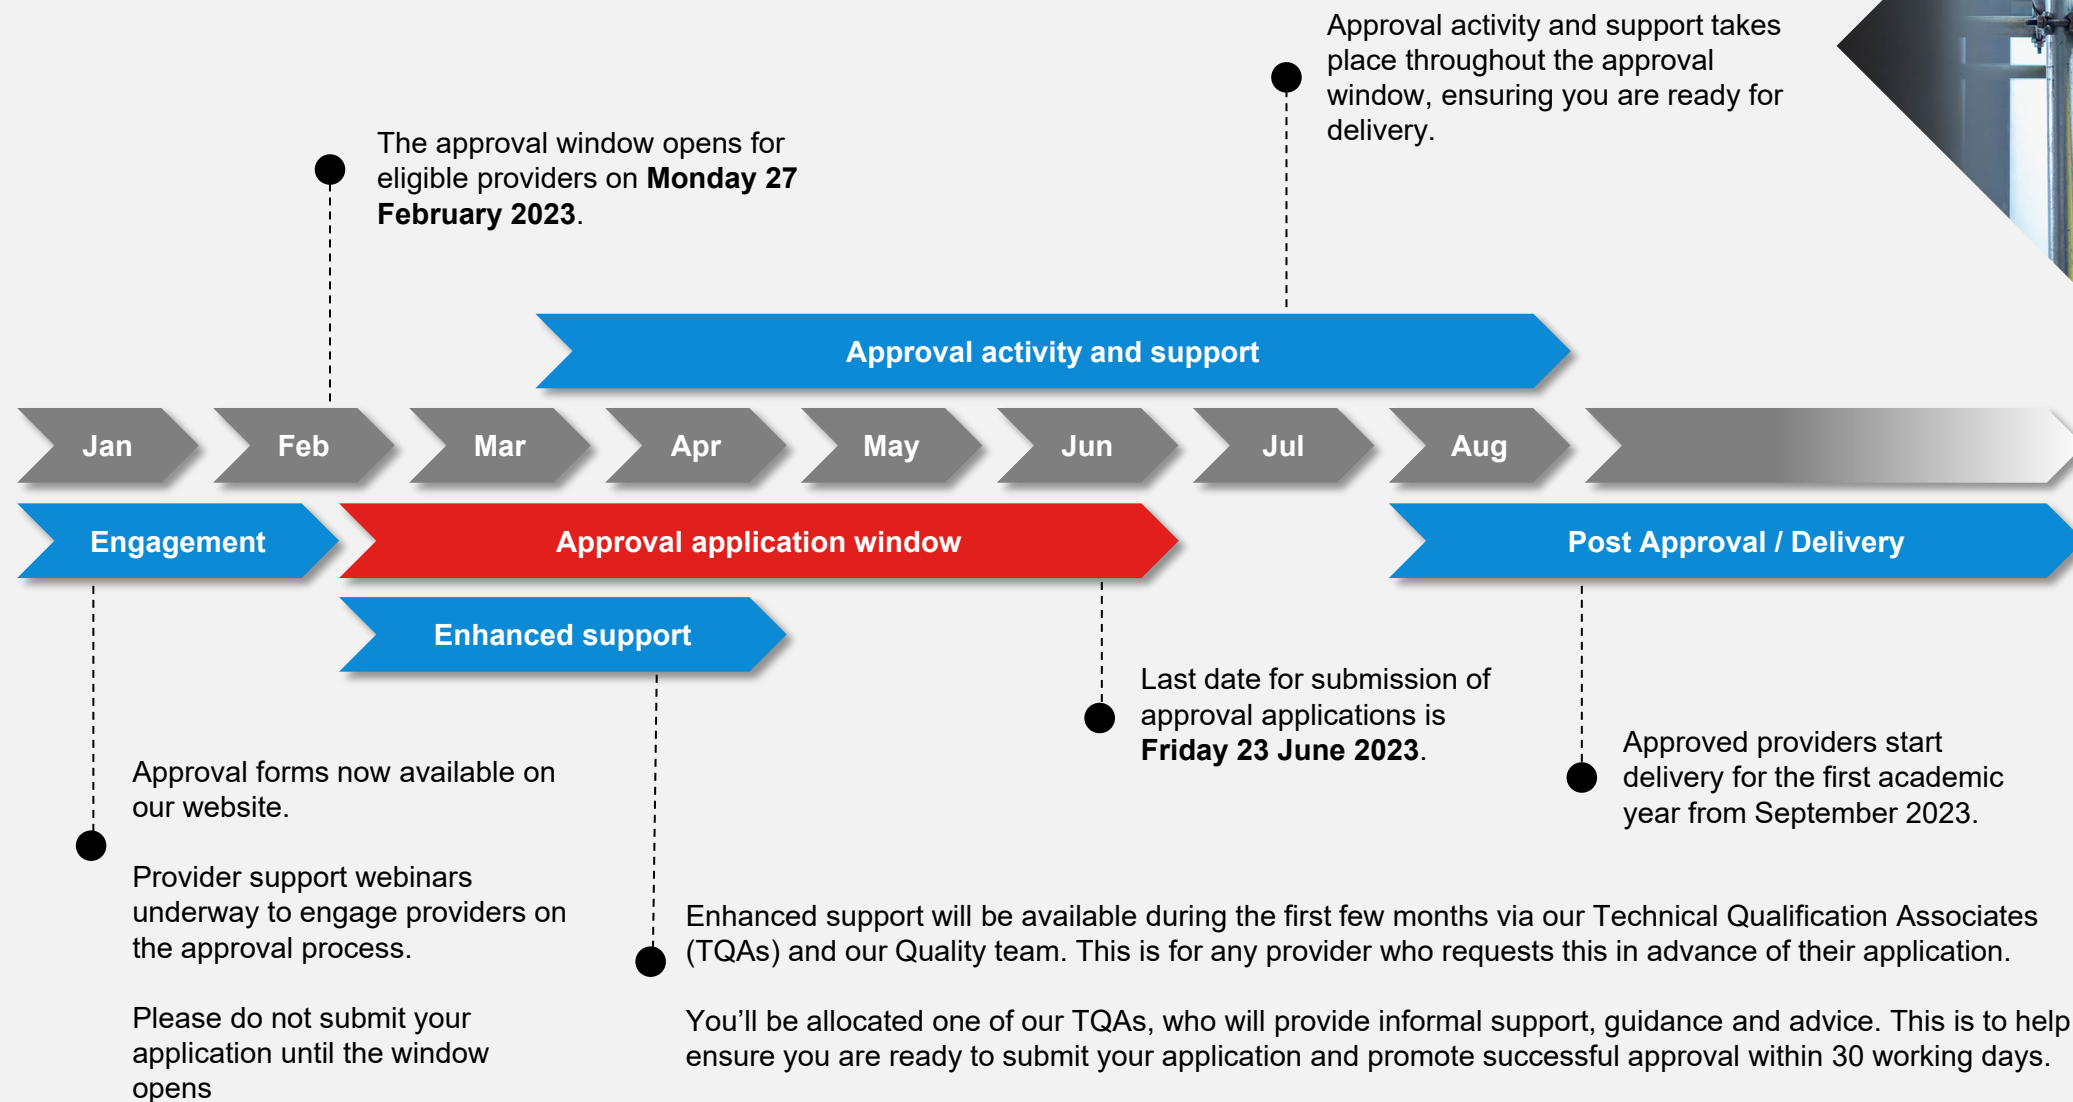 Approval activity and support takes
place throughout the approval
window, ensuring you are ready for
delivery.
The approval window opens for
eligible providers on Monday 27
February 2023.
Approval activity and support
Jan
Feb
Mar
Apr
May
Jun
Jul
Aug
Engagement
Approval application window
Post Approval / Delivery
Enhanced support
Last date for submission of
approval applications is
Friday 23 June 2023.
Approved providers start
delivery for the first academic
year from September 2023.
Approval forms now available on
our website.
Provider support webinars
underway to engage providers on
the approval process.
Please do not submit your
application until the window
opens
Enhanced support will be available during the first few months via our Technical Qualification Associates
(TQAs) and our Quality team. This is for any provider who requests this in advance of their application.
You’ll be allocated one of our TQAs, who will provide informal support, guidance and advice. This is to help
ensure you are ready to submit your application and promote successful approval within 30 working days.